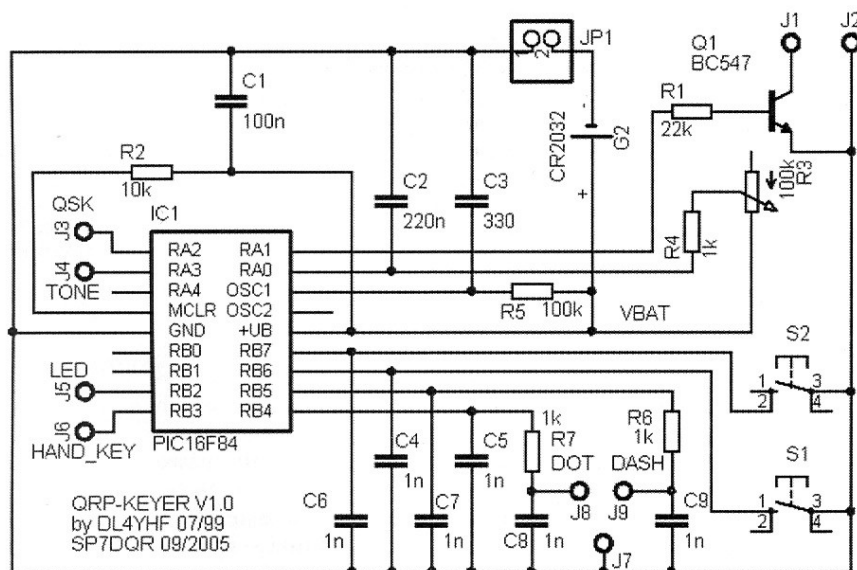 JP1
1
2
Q1
BC547
J1
J2
C1
100n
CR2032
G2
-
+
R1
22k
R2
10k
C2
220n
C3
330
R4
1k
100k
R3
QSK
J3
J4
TONE
IC1
RA2
RA3
RA4
MCLR
GND
RB0
RB1
RB2
RB3
RA1
RA0
OSC1
OSC2
+UB
RB7
RB6
RB5
RB4
PIC16F84
R5
100k
VBAT
LED
J5
J6
HAND_KEY
S2
1
2
3
4
S1
1
2
3
4
C4
1n
C5
1n
1k
R7
R6
1k
DOT
DASH
J8
J9
C6
1n
C7
1n
C8
1n
C9
1n
J7
QRP-KEYER V1.0
by DL4YHF 07/99
SP7DQR 09/2005